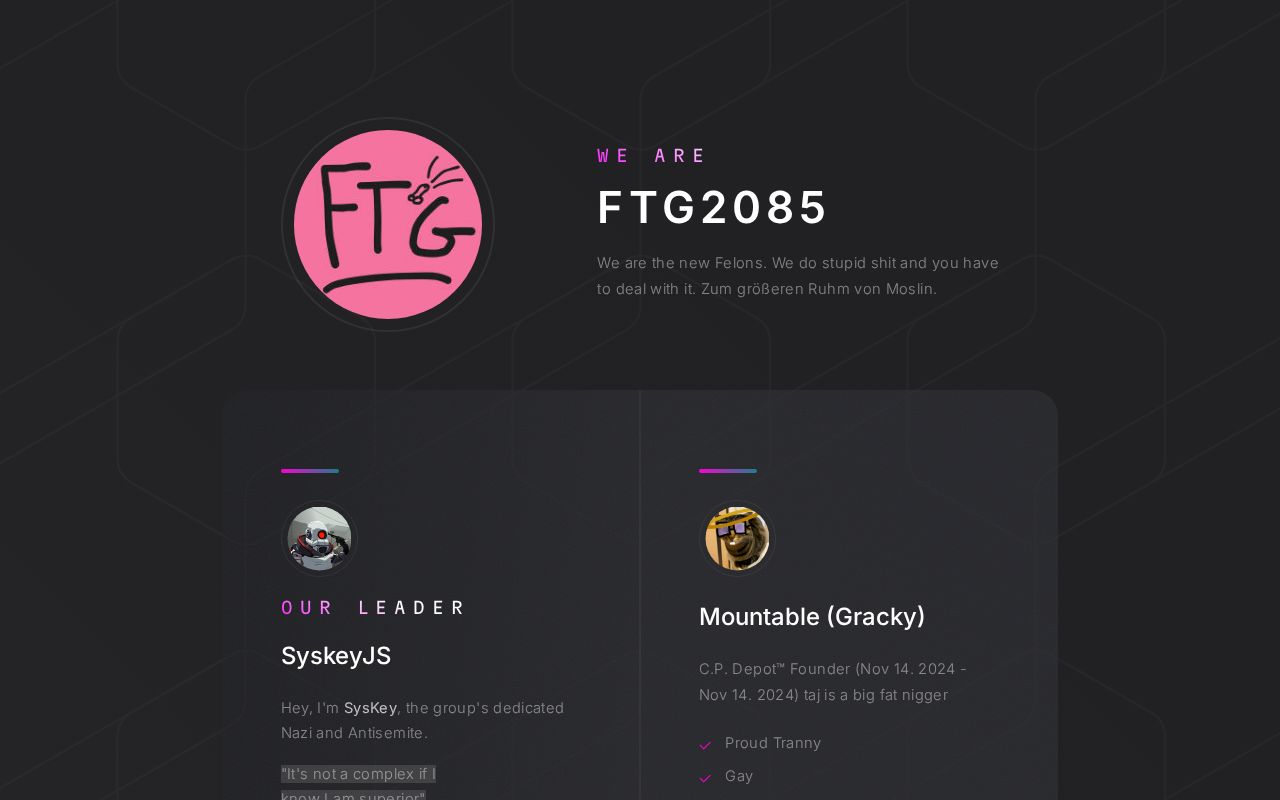 FTG
WE ARE
FTG2085
We are the new Felons. We do stupid shit and you have
to deal with it. Zum größeren Ruhm von Moslin.
OUR LEADER
SyskeyJS
Hey, I'm SysKey, the group's dedicated
Nazi and Antisemite.
"It's not a complex if I
know I am superior"
Mountable (Gracky)
C.P. Depot™ Founder (Nov 14. 2024 -
Nov 14. 2024) taj is a big fat nigger
Proud Tranny
Gay